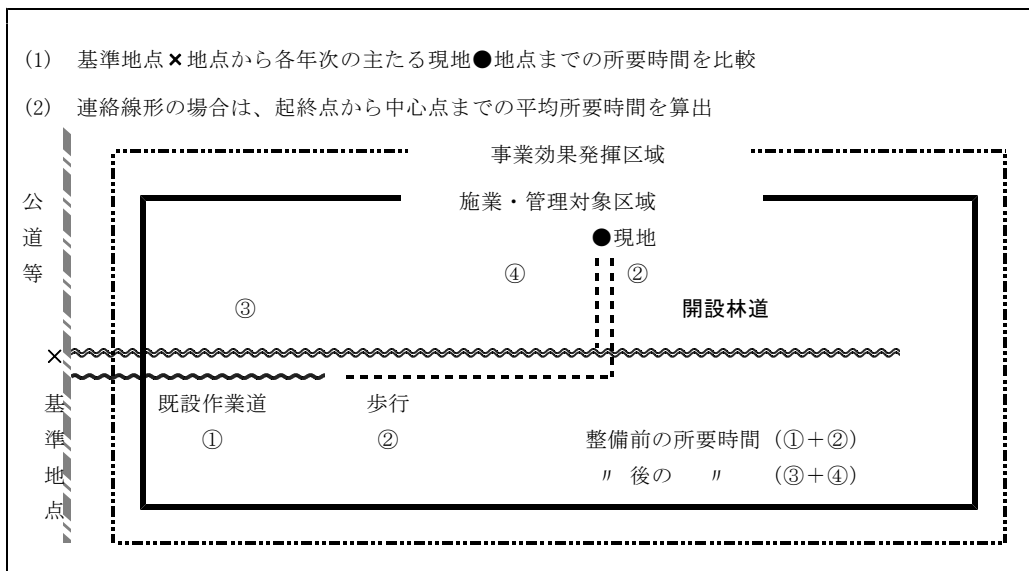 (1) 基準地点×地点から各年次の主たる現地●地点までの所要時間を比較
(2) 連絡線形の場合は、起終点から中心点までの平均所要時間を算出
事業効果発揮区域
施業・管理対象区域
公道等
●現地
④
②
③
開設林道
×
基準地点
既設作業道
歩行
①
②
整備前の所要時間（①＋②）
〃 後の 〃 （③＋④）